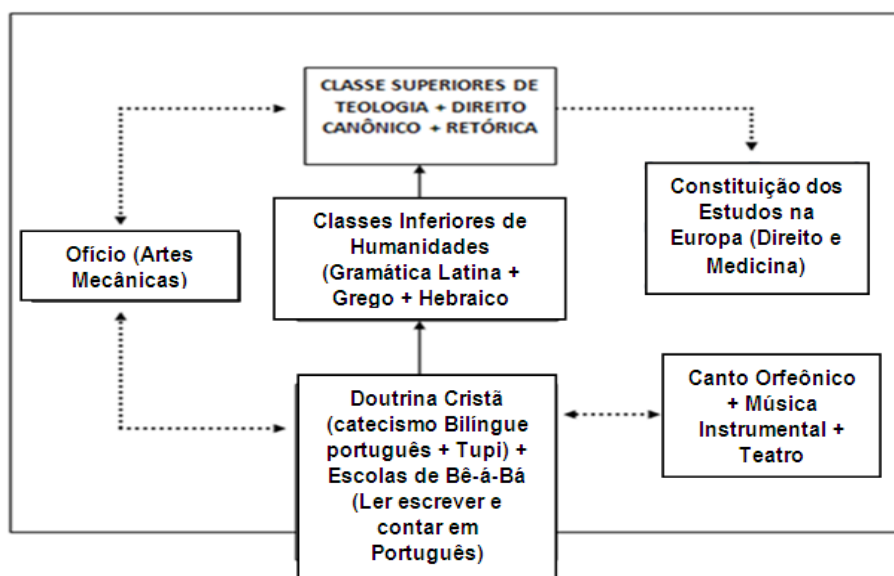 CLASSE SUPERIORES DE
TEOLOGIA + DIREITO
CANÔNICO + RETÓRICA
Constituição dos
Estudos na
Europa (Direito e
Medicina)
Classes Inferiores de
Humanidades
(Gramática Latina +
Grego + Hebraico
Ofício (Artes
Mecânicas)
Doutrina Cristã
(catecismo Bilíngue
português + Tupi) +
Escolas de Bê-á-Bá
(Ler escrever e
contar em
Português)
Canto Orfeônico
+ Música
Instrumental +
Teatro